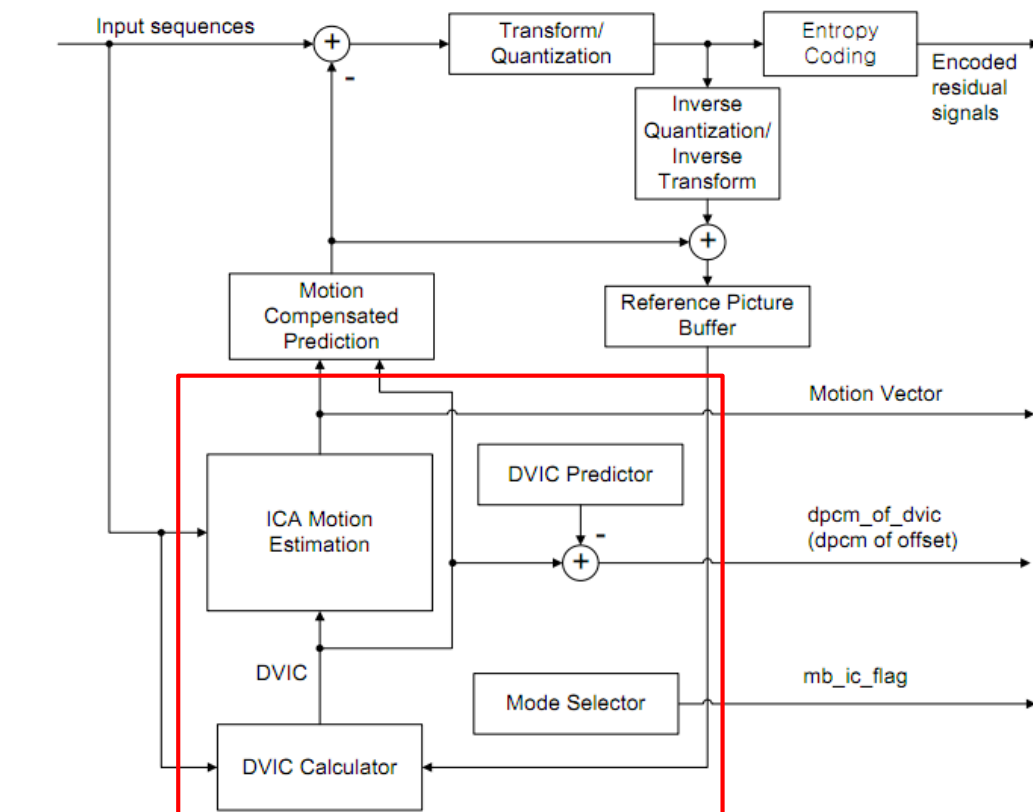 Input sequences
+
-
Transform/
Quantization
Entropy
Coding
Encoded
residual
signals
Inverse
Quantization/
Inverse
Transform
+
Motion
Compensated
Prediction
Reference Picture
Buffer
Motion Vector
DVIC Predictor
ICA Motion
Estimation
-
+
dpcm_of_dvic
(dpcm of offset)
DVIC
Mode Selector
mb_ic_flag
DVIC Calculator